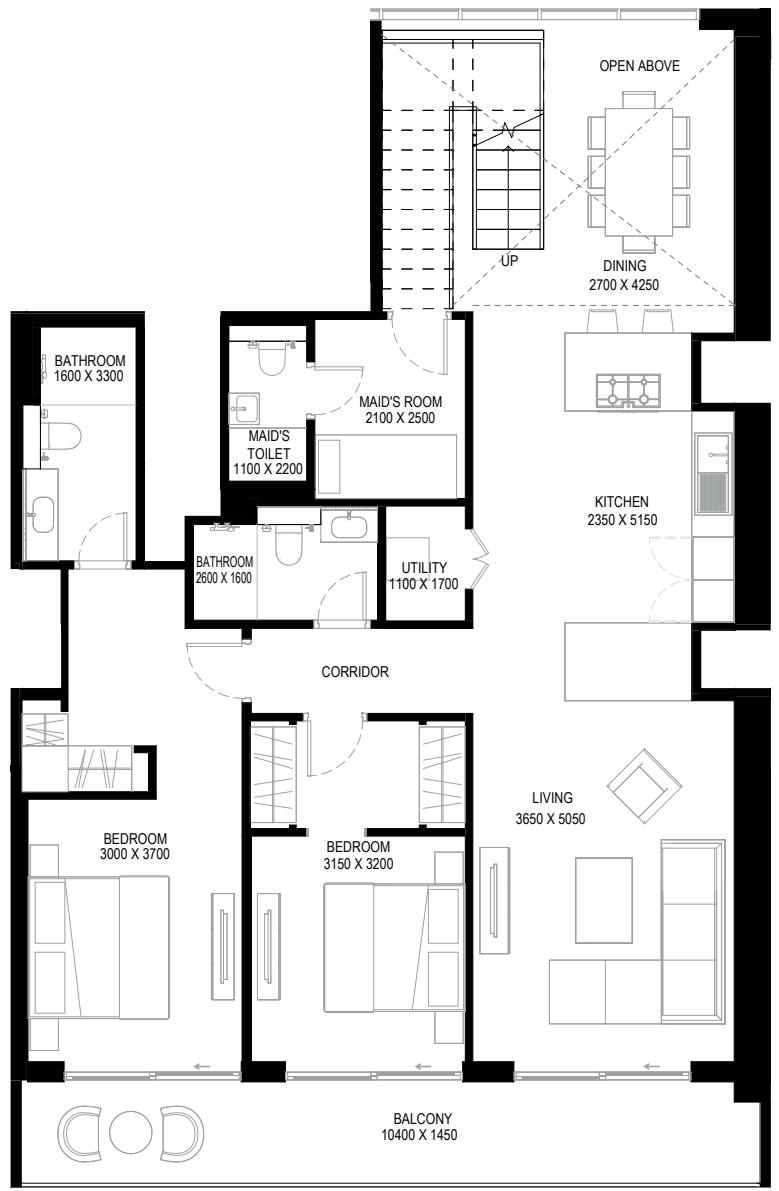 OPEN ABOVE
UP
DINING
2700 X 4250
BATHROOM
1600 X 3300
MAID'S ROOM
2100 X 2500
MAID'S
TOILET
1100 X 2200
KITCHEN
2350 X 5150
BATHROOM
2600 X 1600
UTILITY
1100 X 1700
CORRIDOR
LIVING
3650 X 5050
BEDROOM
3000 X 3700
BEDROOM
3150 X 3200
BALCONY
10400 X 1450